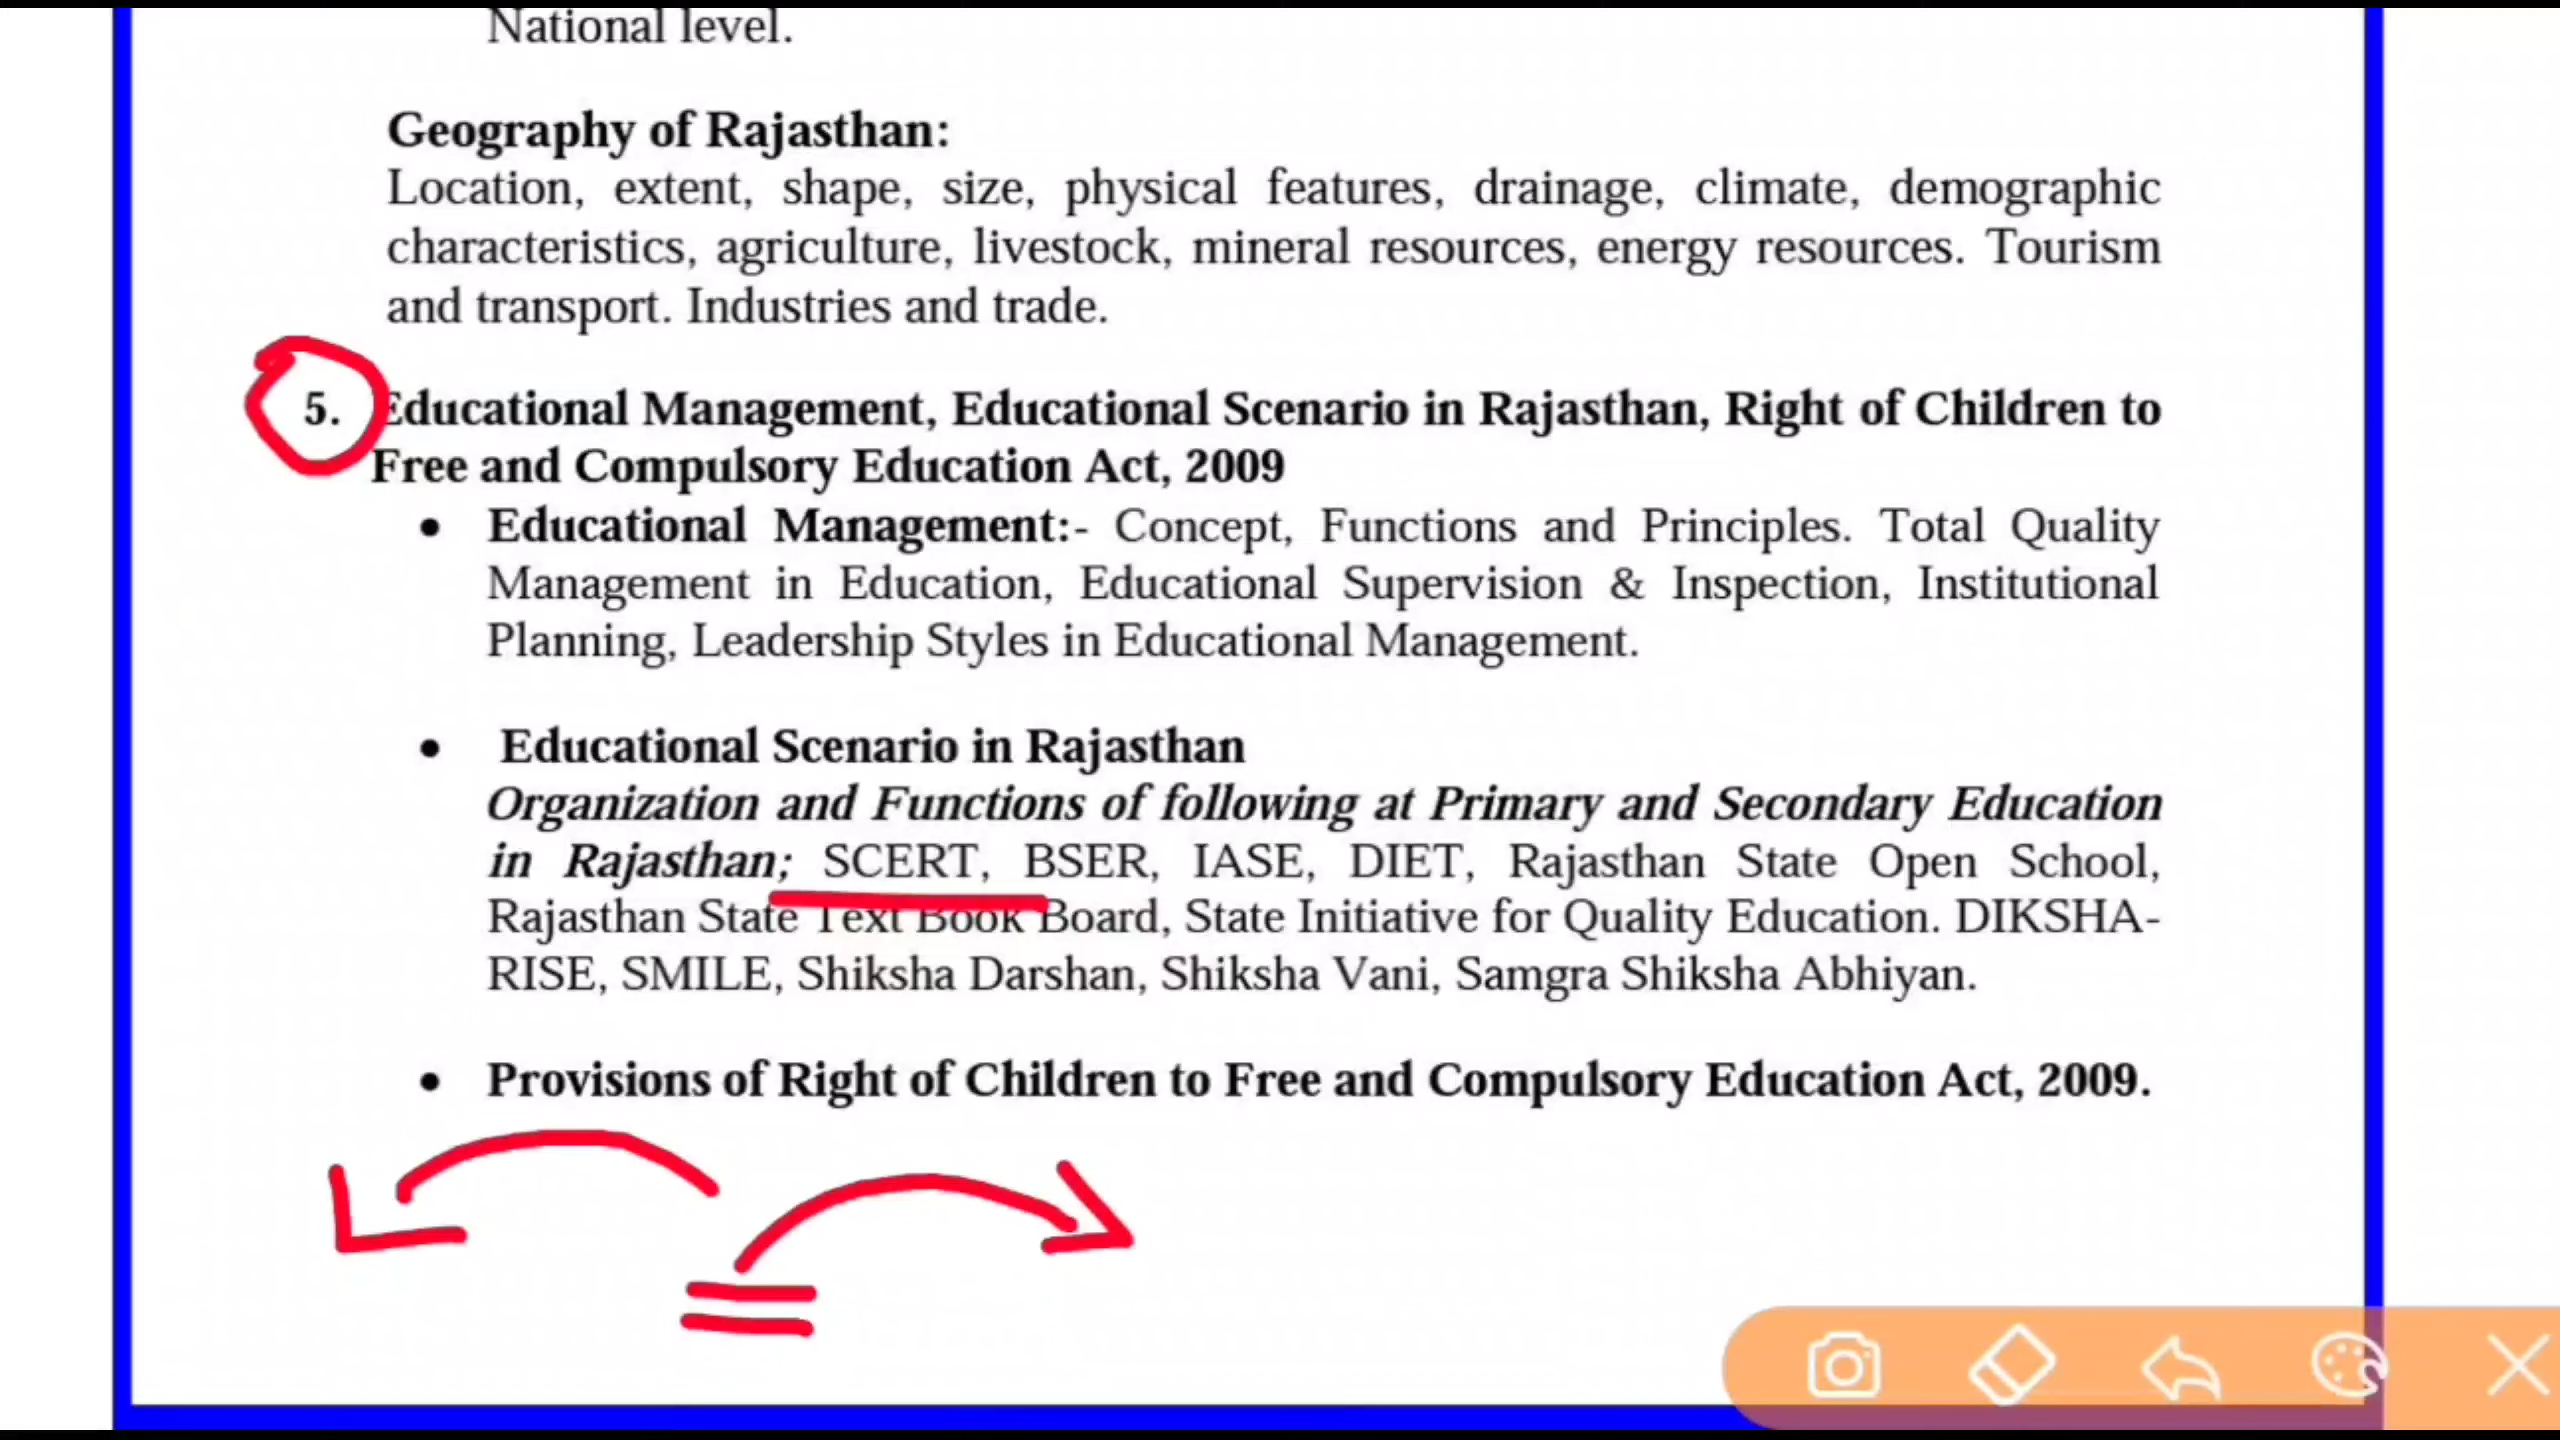 National level.
Geography of Rajasthan:
Location, extent, shape, size, physical features, drainage, climate, demographic
characteristics, agriculture, livestock, mineral resources, energy resources. Tourism
and transport. Industries and trade.
5. Educational Management, Educational Scenario in Rajasthan, Right of Children to
Free and Compulsory Education Act, 2009
• Educational Management:- Concept, Functions and Principles. Total Quality
Management in Education, Educational Supervision & Inspection, Institutional
Planning, Leadership Styles in Educational Management.
• Educational Scenario in Rajasthan
Organization and Functions of following at Primary and Secondary Education
in Rajasthan; SCERT, BSER, IASE, DIET, Rajasthan State Open School,
Rajasthan State Text Book Board, State Initiative for Quality Education. DIKSHA-
RISE, SMILE, Shiksha Darshan, Shiksha Vani, Samgra Shiksha Abhiyan.
• Provisions of Right of Children to Free and Compulsory Education Act, 2009.